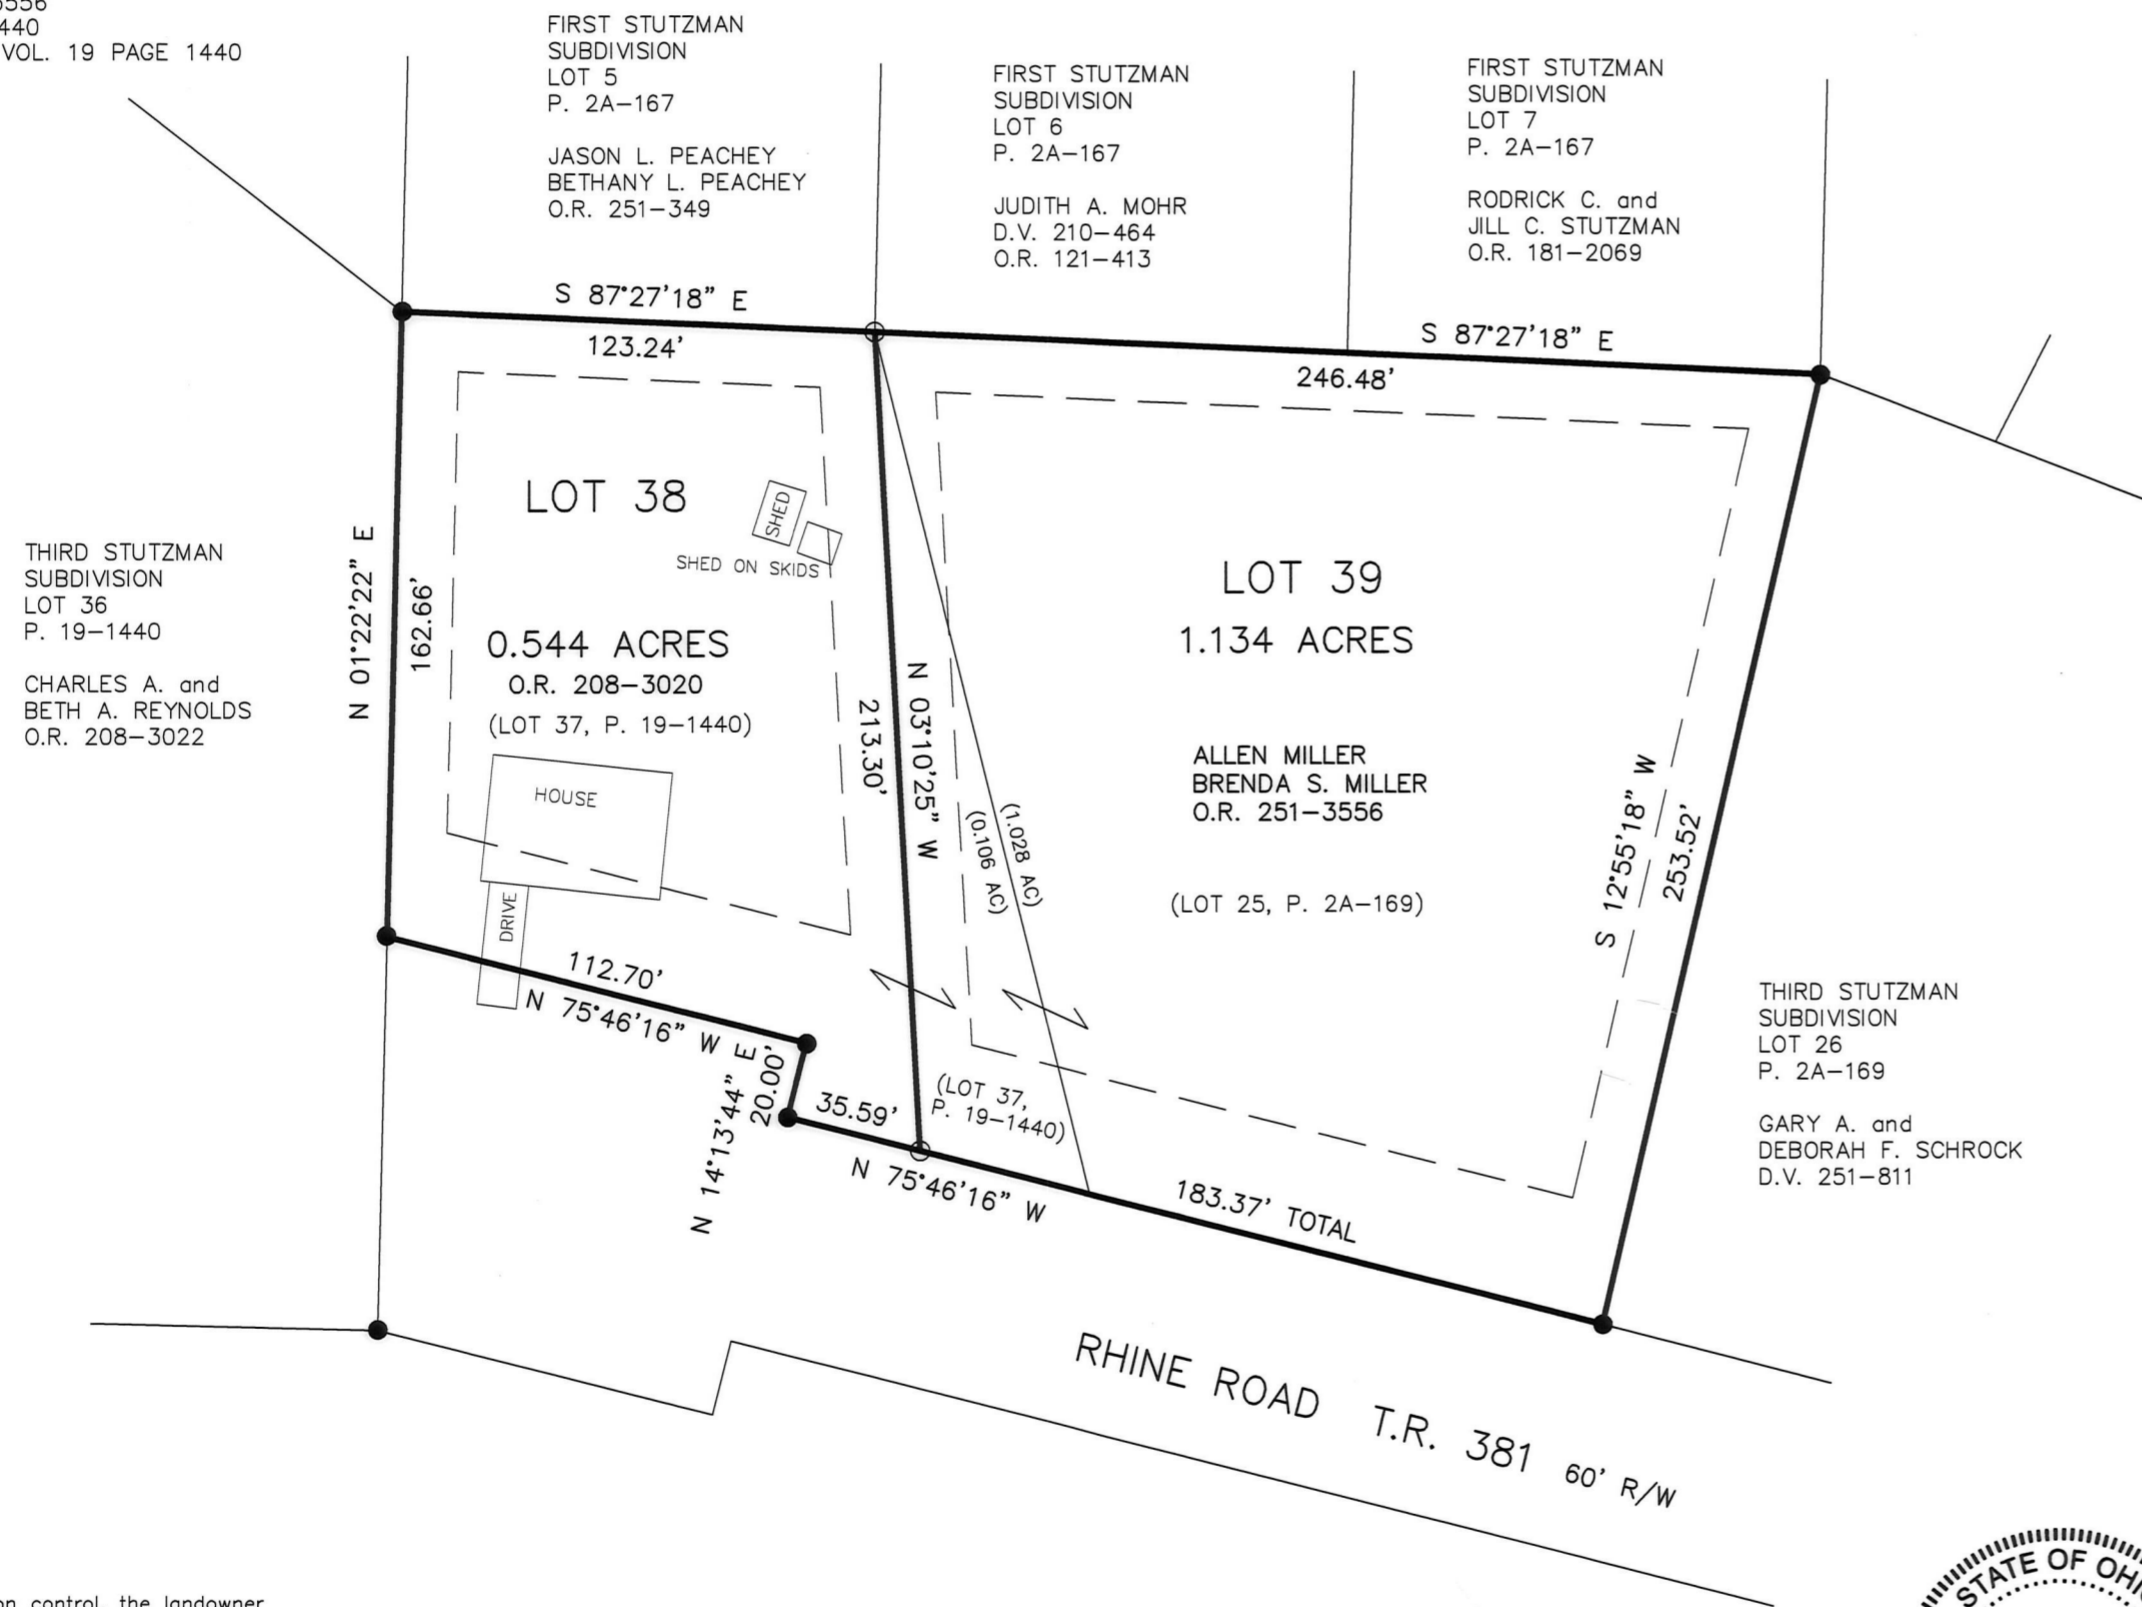 VOL. 19 PAGE 1440
FIRST STUTZMAN
SUBDIVISION
LOT 5
P. 2A-167
JASON L. PEACHEY
BETHANY L. PEACHEY
O.R. 251-349
FIRST STUTZMAN
SUBDIVISION
LOT 6
P. 2A-167
JUDITH A. MOHR
D.V. 210-464
O.R. 121-413
FIRST STUTZMAN
SUBDIVISION
LOT 7
P. 2A-167
RODRICK C. and
JILL C. STUTZMAN
O.R. 181-2069
S 87°27'18" E
123.24'
S 87°27'18" E
246.48'
THIRD STUTZMAN
SUBDIVISION
LOT 36
P. 19-1440
CHARLES A. and
BETH A. REYNOLDS
O.R. 208-3022
N 01°22'22" E
162.66'
LOT 38
SHED
SHED ON SKIDS
0.544 ACRES
O.R. 208-3020
(LOT 37, P. 19-1440)
HOUSE
DRIVE
213.30'
N 03°10'25" W
(0.106 AC)
(1.028 AC)
LOT 39
1.134 ACRES
ALLEN MILLER
BRENDA S. MILLER
O.R. 251-3556
(LOT 25, P. 2A-169)
S 12°55'18" W
253.52'
THIRD STUTZMAN
SUBDIVISION
LOT 26
P. 2A-169
GARY A. and
DEBORAH F. SCHROCK
D.V. 251-811
112.70'
N 75°46'16" W
N 14°13'44" E
20.00'
35.59'
(LOT 37,
P. 19-1440)
N 75°46'16" W
183.37' TOTAL
RHINE ROAD T.R. 381 60' R/W
control, the landowner
STATE OF